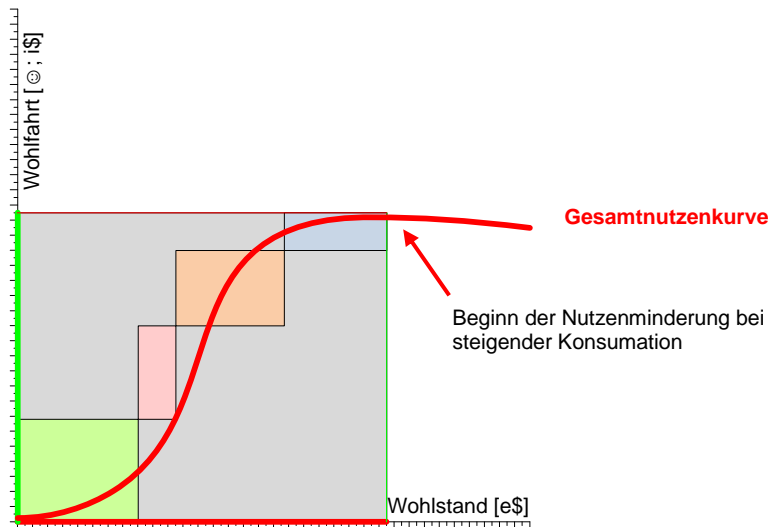 Wohlfahrt [☺; i$]
Gesamtnutzenkurve
Beginn der Nutzenminderung bei
steigender Konsumation
Wohlstand [e$]